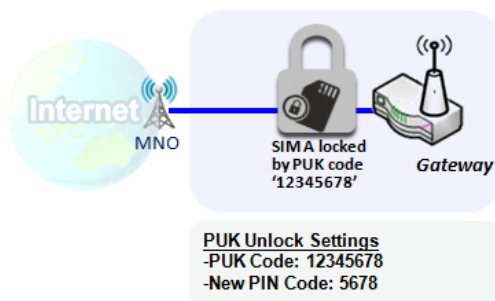 Internet
MNO
SIM A locked
by PUK code
'12345678'
Gateway
PUK Unlock Settings
-PUK Code: 12345678
-New PIN Code: 5678